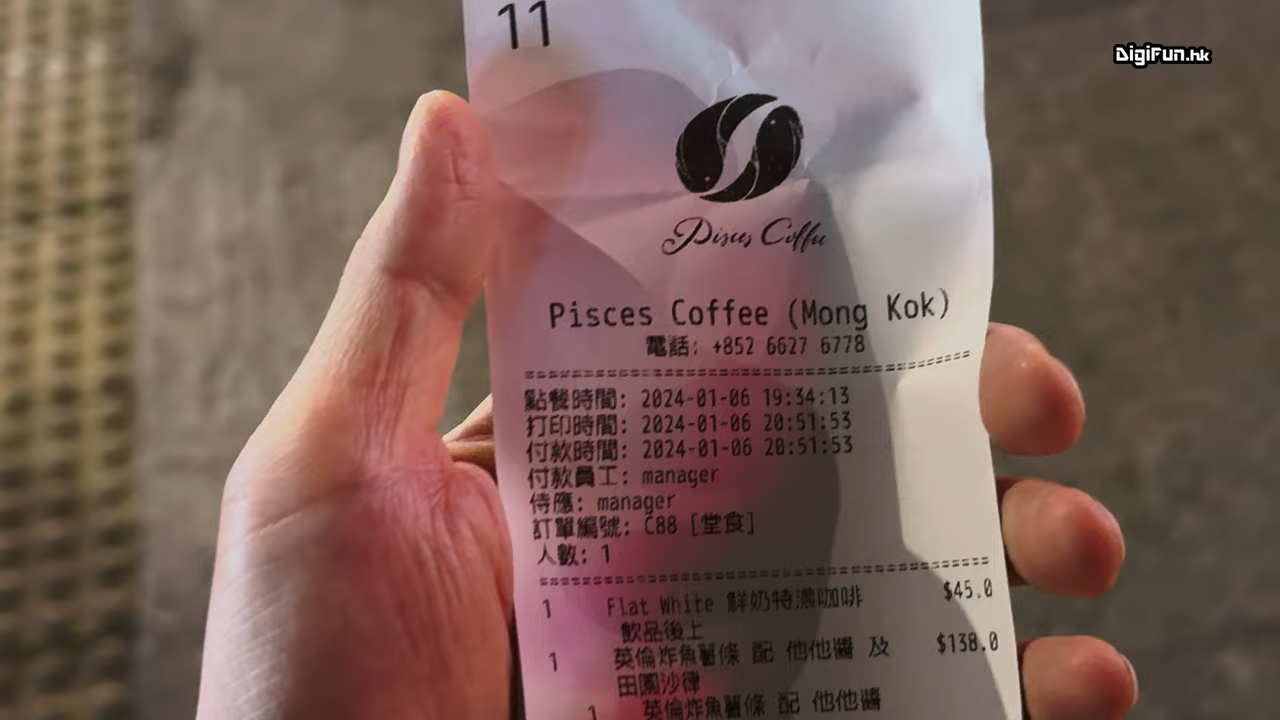 11
DigiFun.hk
Pisces Coffee
Pisces Coffee (Mong Kok)
電話: +852 6627 6778
點餐時間: 2024-01-06 19:34:13
打印時間: 2024-01-06 20:51:53
付款時間: 2024-01-06 20:51:53
付款員工: manager
侍應: manager
訂單編號: C88 [堂食]
人數: 1
1 Flat White 鮮奶特濃咖啡 $45.0
飲品後上
1 英倫炸魚薯條 配 他他醬 及 $138.0
田園沙律
1 英倫炸魚薯條 配 他他醬